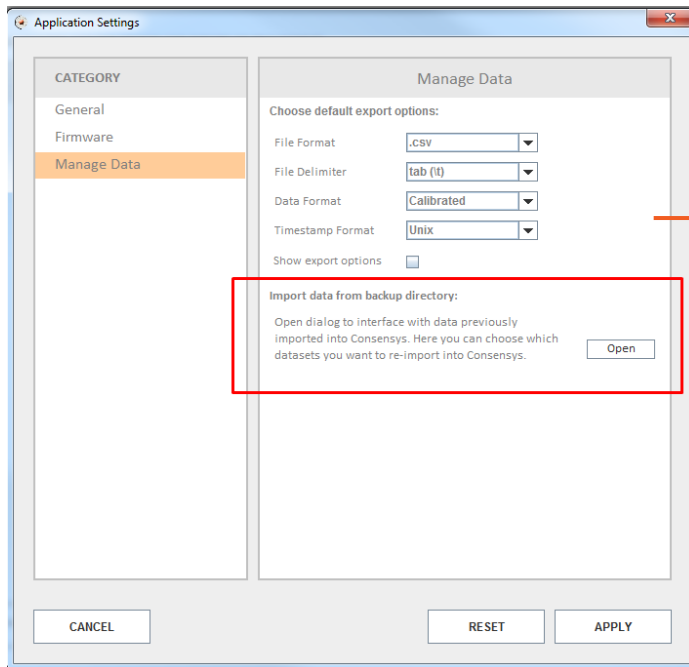 Application Settings
CATEGORY
General
Firmware
Manage Data
Manage Data
Choose default export options:
File Format .csv
File Delimiter tab (\t)
Data Format Calibrated
Timestamp Format Unix
Show export options
Import data from backup directory:
Open dialog to interface with data previously
imported into Consensys. Here you can choose which
datasets you want to re-import into Consensys.
Open
CANCEL RESET APPLY